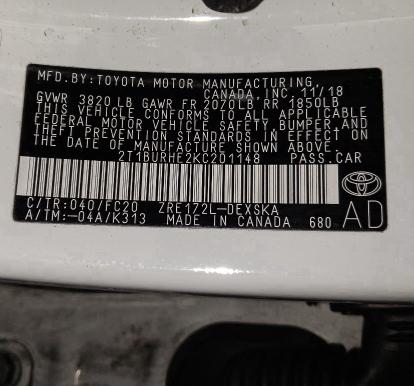 MFD.BY:TOYOTA MOTOR MANUFACTURING,
CANADA,INC. 11/18
GVWR 3820LB GAWR FR 2070LB RR 1850LB
THIS VEHICLE CONFORMS TO ALL APPLICABLE
FEDERAL MOTOR VEHICLE SAFETY,BUMPER,AND
THEFT PREVENTION STANDARDS IN EFFECT ON
THE DATE OF MANUFACTURE SHOWN ABOVE.
2T1BURHE2KC201148 PASS.CAR
C/TR:040/FC20 ZRE172L-DEXSKA AD
A/TM:-04A/K313 MADE IN CANADA 680